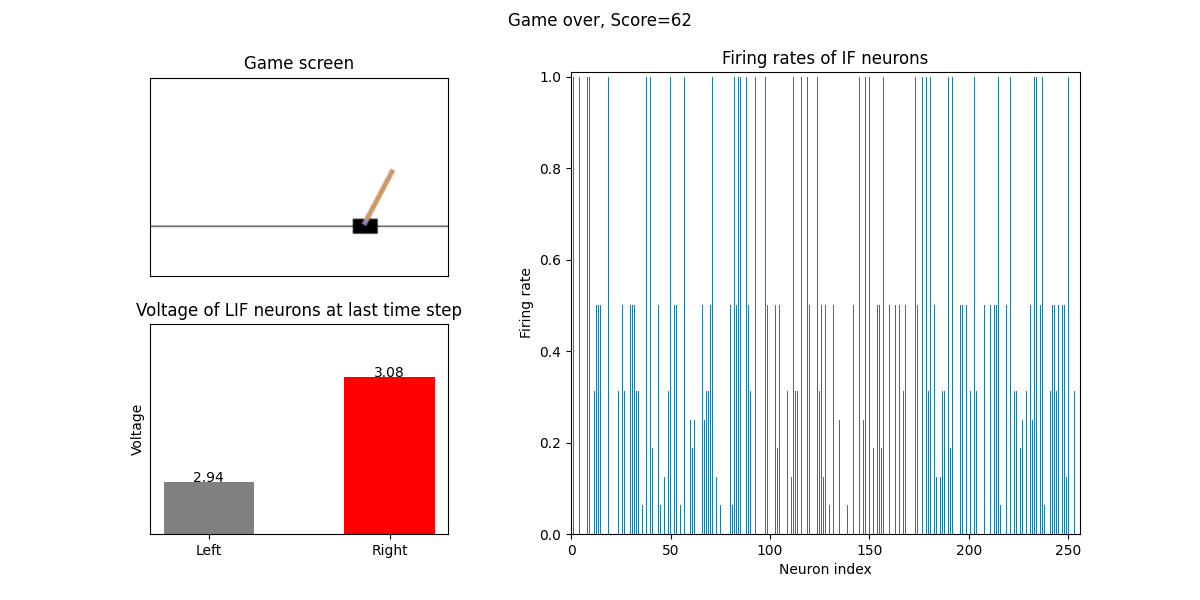 Game over, Score=62
Game screen
Voltage of LIF neurons at last time step
Voltage
2.94
3.08
Left
Right
Firing rates of IF neurons
Firing rate
1.0
0.8
0.6
0.4
0.2
0.0
0
50
100
150
200
250
Neuron index